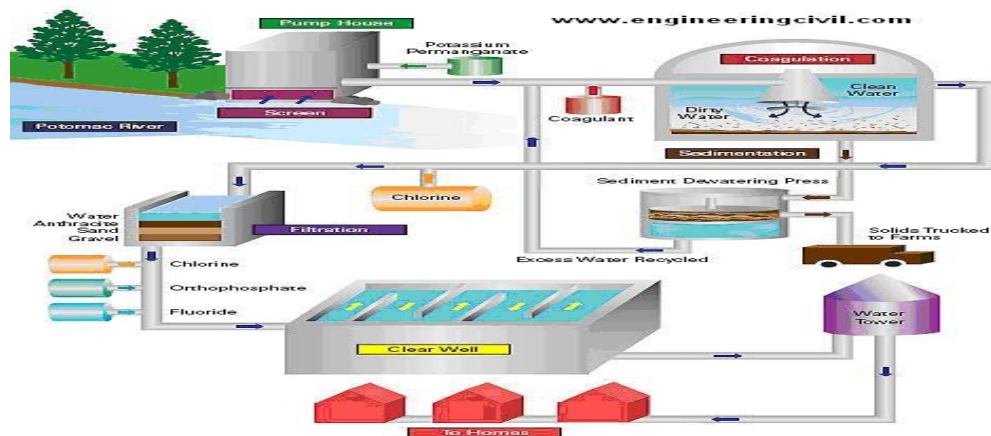 Pump House
www.engineeringcivil.com
Potassium
Permanganate
Coagulation
Clean
Water
Dirty
Water
Screen
Coagulant
Potomac River
Sedimentation
Sediment Dewatering Press
Chlorine
Water
Anthracite
Sand
Gravel
Filtration
Solids Trucked
to Farms
Excess Water Recycled
Chlorine
Orthophosphate
Fluoride
Water
Tower
Clear Well
To Homes